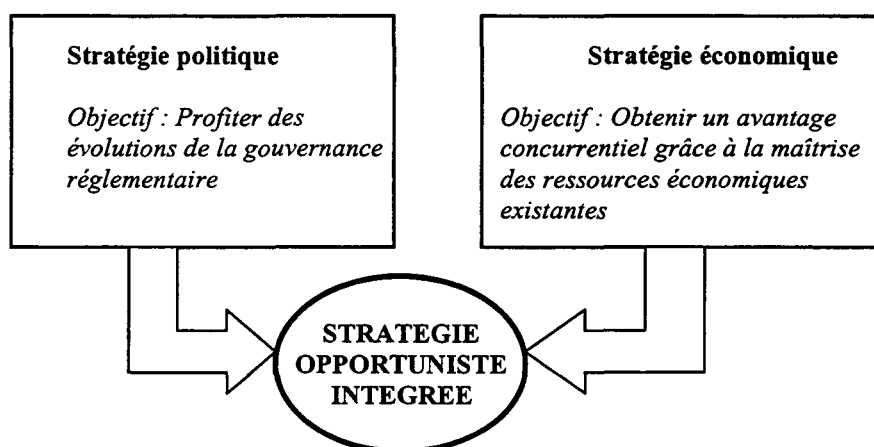 Stratégie politique
Objectif : Profiter des
évolutions de la gouvernance
réglementaire
Stratégie économique
Objectif : Obtenir un avantage
concurrentiel grâce à la maîtrise
des ressources économiques
existantes
STRATEGIE
OPPORTUNISTE
INTEGREE